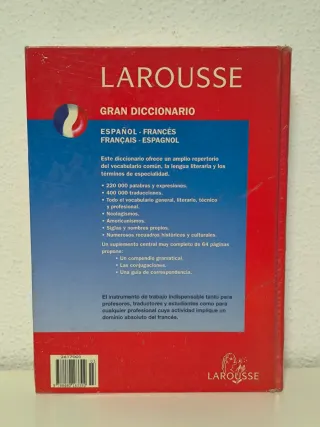 LAROUSSE
GRAN DICCIONARIO
ESPAÑOL - FRANCÉS
FRANÇAIS - ESPAGNOL
Este diccionario ofrece un amplio repertorio
del vocabulario común, la lengua literaria y los
términos de especialidad.
• 220 000 palabras y expresiones.
• 400 000 traducciones.
• Todo el vocabulario general, literario, técnico
y profesional.
• Neologismos.
• Americanismos.
• Siglas y nombres propios.
• Numerosos recuadros históricos y culturales.
Un suplemento central muy completo de 64 páginas
propone:
• Un compendio gramatical.
• Las conjugaciones.
• Una guía de correspondencia.
El instrumento de trabajo indispensable tanto para
profesores, traductores y estudiantes como para
cualquier profesional cuya actividad implique un
dominio absoluto del francés.
LAROUSSE